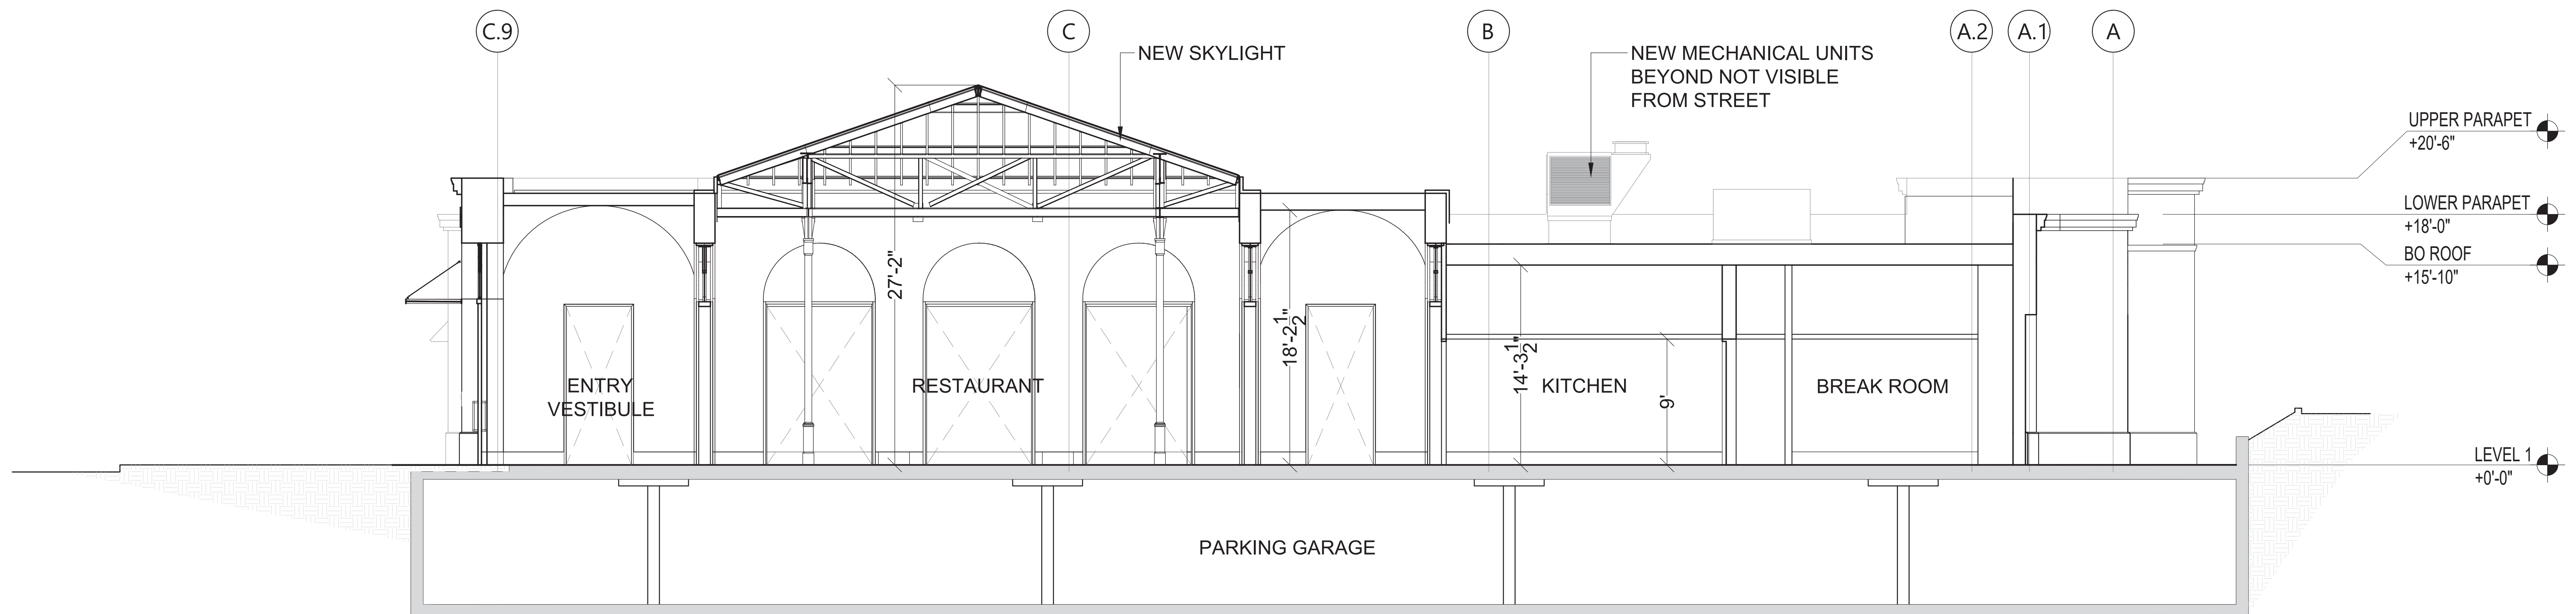 C.9
C
B
A.2
A.1
A
NEW SKYLIGHT
NEW MECHANICAL UNITS
BEYOND NOT VISIBLE
FROM STREET
UPPER PARAPET
+20'-6"
LOWER PARAPET
+18'-0"
BO ROOF
+15'-10"
27'-2"
18'-2 1/2"
14'-3 1/2"
9'
ENTRY
VESTIBULE
RESTAURANT
KITCHEN
BREAK ROOM
LEVEL 1
+0'-0"
PARKING GARAGE